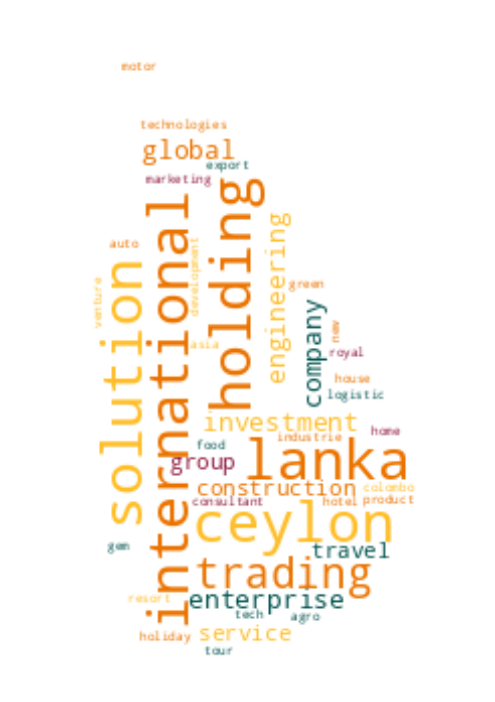 motor
technologies
global
export
marketing
holding
international
engineering
auto
development
solution
venture
green
company
new
asia
royal
house
logistic
investment
home
industrie
food
group
lanka
construction
colombo
consultant
hotel
product
ceylon
gem
travel
trading
resort
enterprise
tech
agro
holiday
service
tour